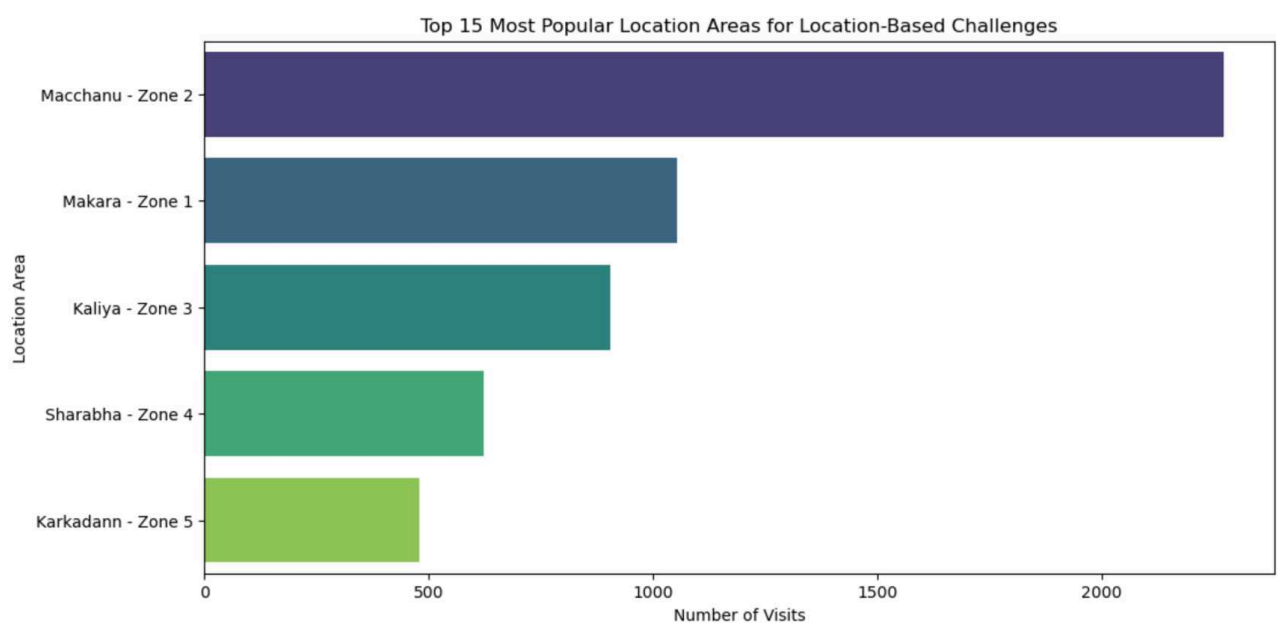 Top 15 Most Popular Location Areas for Location-Based Challenges
Location Area
Macchanu - Zone 2
Makara - Zone 1
Kaliya - Zone 3
Sharabha - Zone 4
Karkadann - Zone 5
0 500 1000 1500 2000
Number of Visits